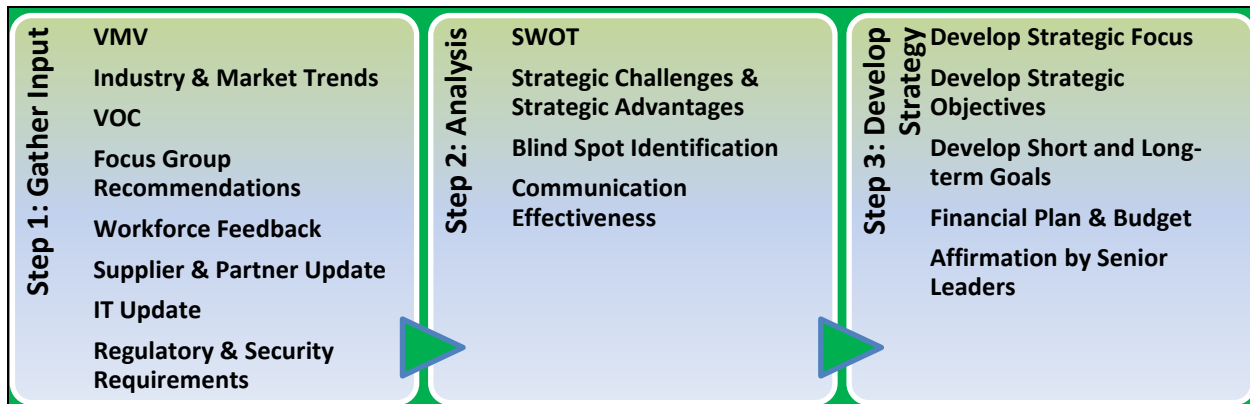 Step 1: Gather Input
VMV
Industry & Market Trends
VOC
Focus Group
Recommendations
Workforce Feedback
Supplier & Partner Update
IT Update
Regulatory & Security
Requirements
Step 2: Analysis
SWOT
Strategic Challenges &
Strategic Advantages
Blind Spot Identification
Communication
Effectiveness
Step 3: Develop
Strategy
Develop Strategic Focus
Develop Strategic
Objectives
Develop Short and Long-
term Goals
Financial Plan & Budget
Affirmation by Senior
Leaders